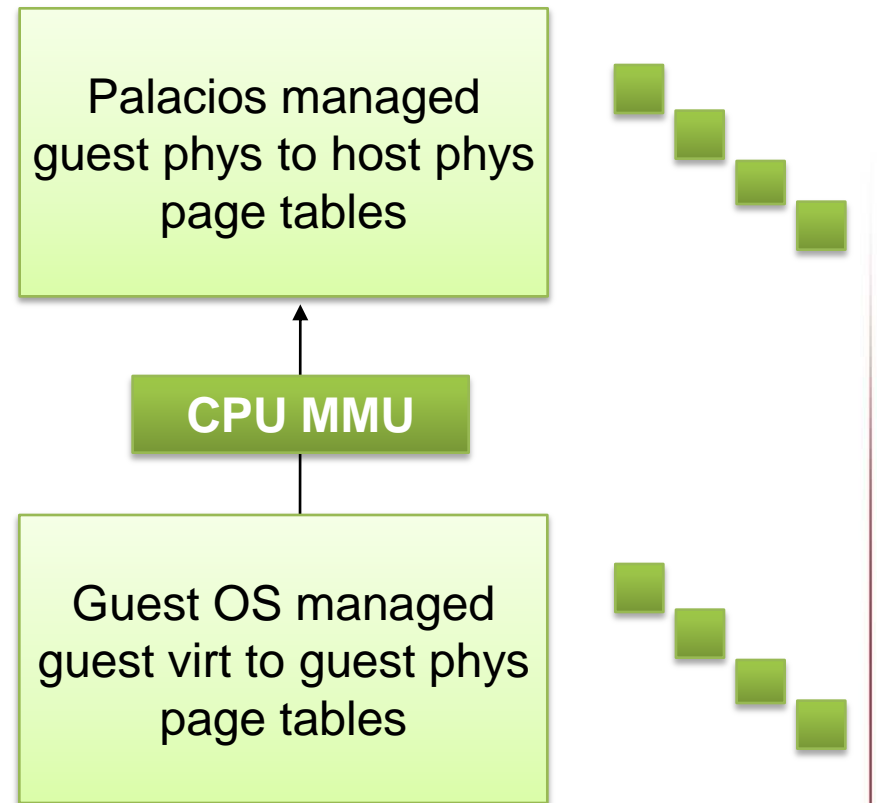 Palacios managed
guest phys to host phys
page tables
CPU MMU
Guest OS managed
guest virt to guest phys
page tables